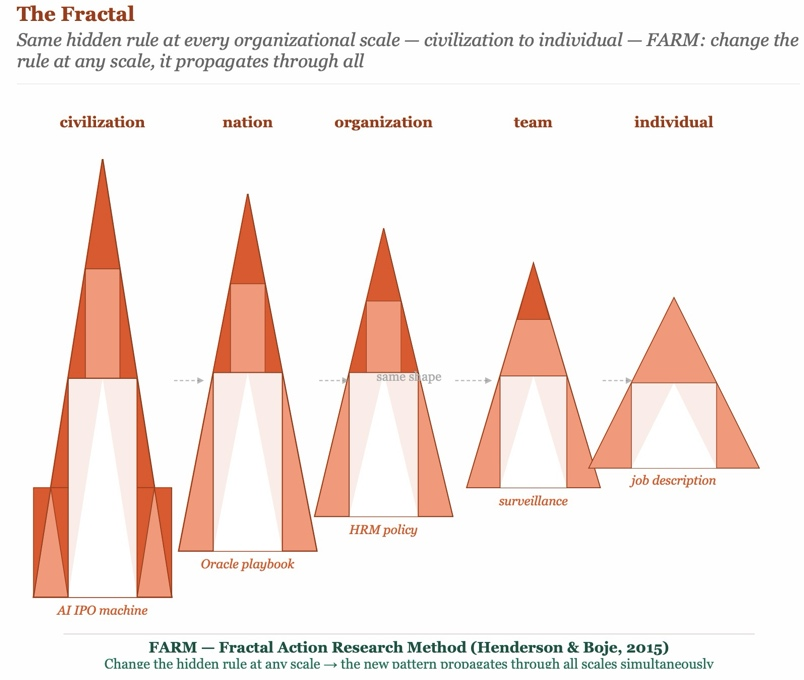 The Fractal
Same hidden rule at every organizational scale — civilization to individual — FARM: change the
rule at any scale, it propagates through all
civilization
nation
organization
team
individual
same shape
job description
surveillance
HRM policy
Oracle playbook
AI IPO machine
FARM — Fractal Action Research Method (Henderson & Boje, 2015)
Change the hidden rule at any scale → the new pattern propagates through all scales simultaneously